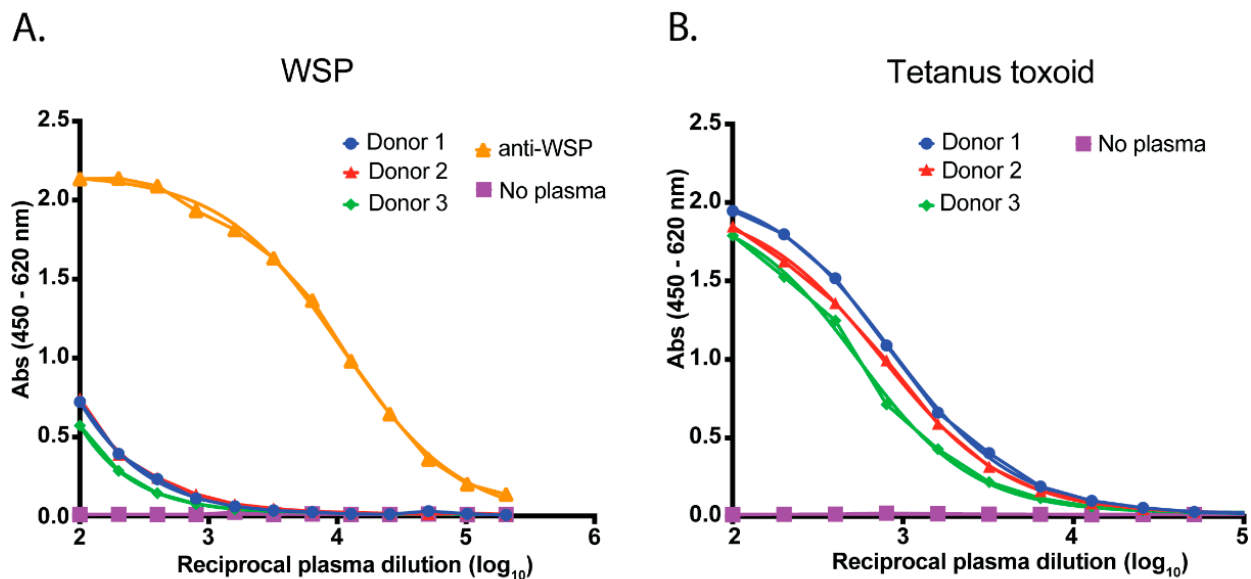 A.
WSP
Donor 1
Donor 2
Donor 3
anti-WSP
No plasma
Abs (450 - 620 nm)
2.5
2.0
1.5
1.0
0.5
0.0
2 3 4 5 6
Reciprocal plasma dilution (log10)
B.
Tetanus toxoid
Donor 1
Donor 2
Donor 3
No plasma
Abs (450 - 620 nm)
2.5
2.0
1.5
1.0
0.5
0.0
2 3 4 5
Reciprocal plasma dilution (log10)